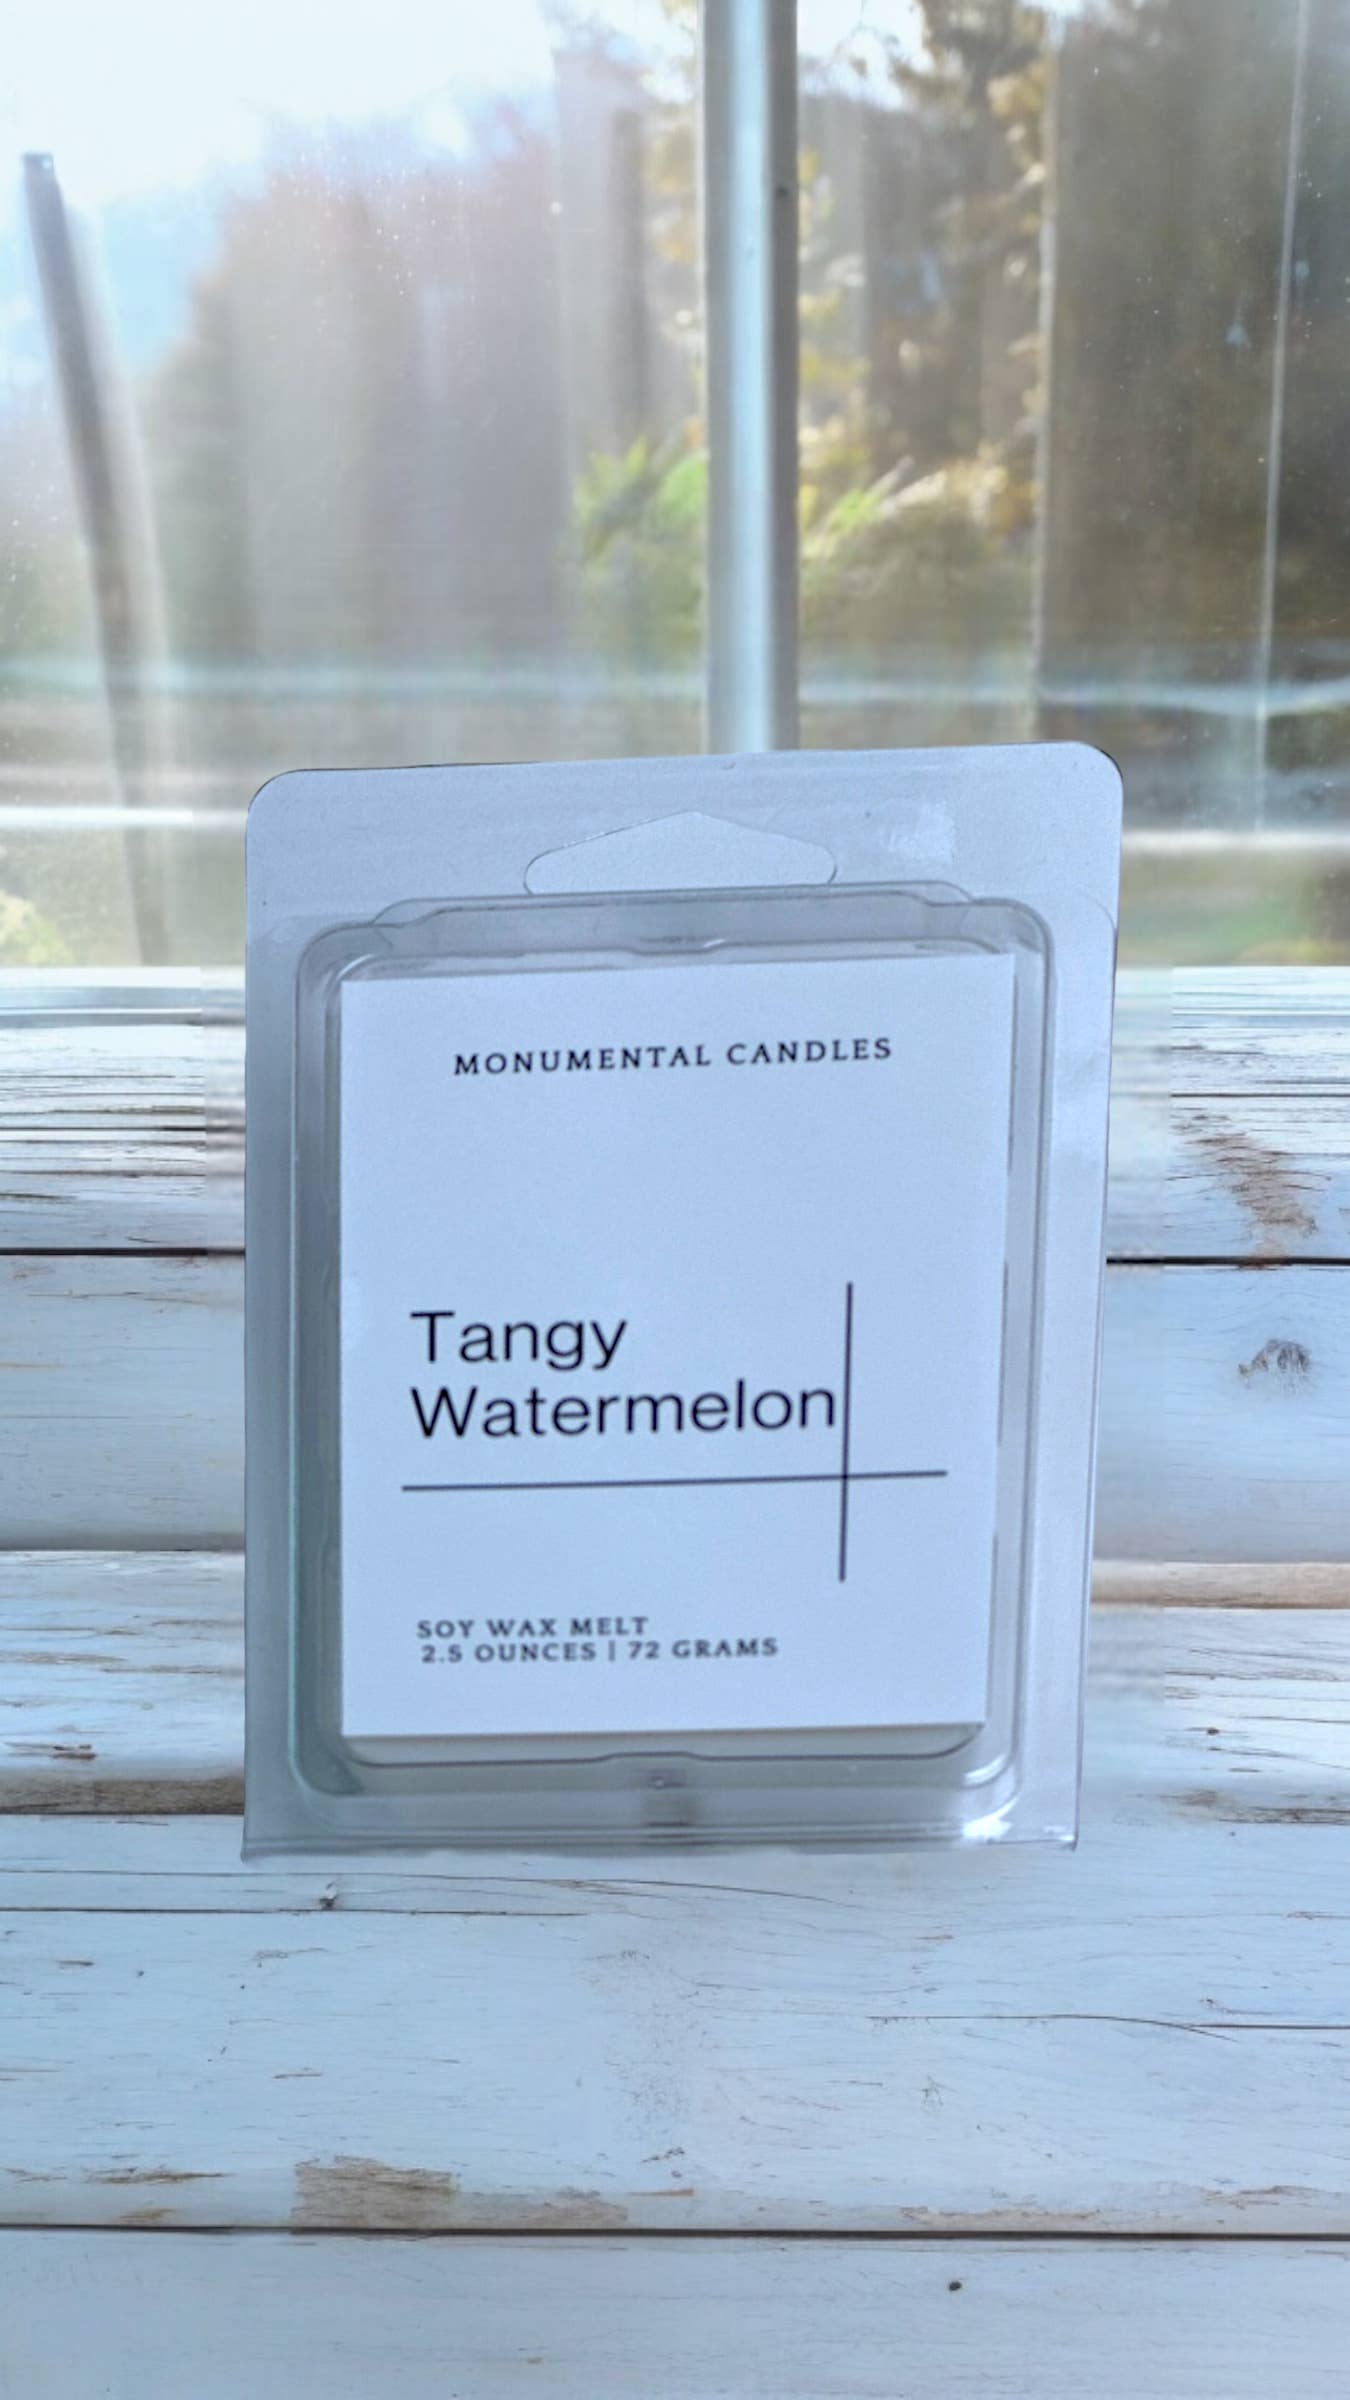 MONUMENTAL CANDLES
Tangy
Watermelon
SOY WAX MELT
2.5 OUNCES | 72 GRAMS